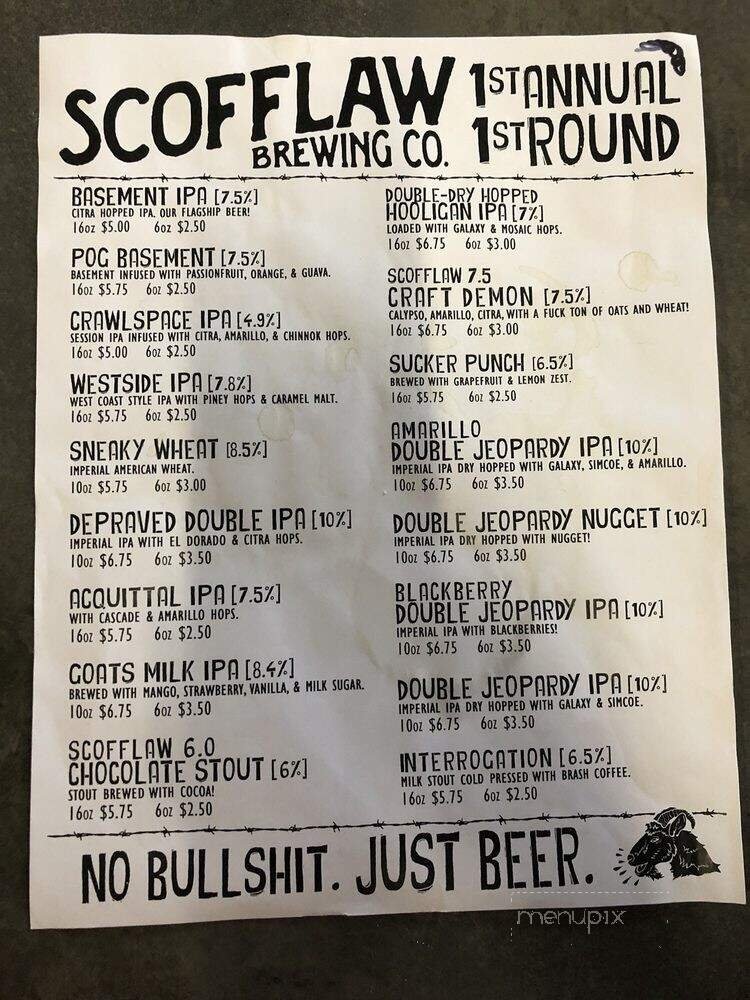 SCOFFLAW
BREWING CO.
1ST ANNUAL
1ST ROUND
BASEMENT IPA [7.5%]
CITRA HOPPED IPA. OUR FLAGSHIP BEER!
16oz $5.00 6oz $2.50
POG BASEMENT [7.5%]
BASEMENT INFUSED WITH PASSIONFRUIT, ORANGE, & GUAVA.
16oz $5.75 6oz $2.50
CRAWLSPACE IPA [4.9%]
SESSION IPA INFUSED WITH CITRA, AMARILLO, & CHINNOK HOPS.
16oz $5.00 6oz $2.50
WESTSIDE IPA [7.8%]
WEST COAST STYLE IPA WITH PINEY HOPS & CARAMEL MALT.
16oz $5.75 6oz $2.50
SNEAKY WHEAT [8.5%]
IMPERIAL AMERICAN WHEAT.
10oz $5.75 6oz $3.00
DEPRAVED DOUBLE IPA [10%]
IMPERIAL IPA WITH EL DORADO & CITRA HOPS.
10oz $6.75 6oz $3.50
ACQUITTAL IPA [7.5%]
WITH CASCADE & AMARILLO HOPS.
16oz $5.75 6oz $2.50
GOATS MILK IPA [8.4%]
BREWED WITH MANGO, STRAWBERRY, VANILLA, & MILK SUGAR.
10oz $6.75 6oz $3.50
SCOFFLAW 6.0
CHOCOLATE STOUT [6%]
STOUT BREWED WITH COCOA!
16oz $5.75 6oz $2.50
DOUBLE-DRY HOPPED
HOOLIGAN IPA [7%]
LOADED WITH GALAXY & MOSAIC HOPS.
16oz $6.75 6oz $3.00
SCOFFLAW 7.5
CRAFT DEMON [7.5%]
CALYPSO, AMARILLO, CITRA, WITH A FUCK TON OF OATS AND WHEAT!
16oz $6.75 6oz $3.00
SUCKER PUNCH [6.5%]
BREWED WITH GRAPEFRUIT & LEMON ZEST.
16oz $5.75 6oz $2.50
AMARILLO
DOUBLE JEOPARDY IPA [10%]
IMPERIAL IPA DRY HOPPED WITH GALAXY, SIMCOE, & AMARILLO.
10oz $6.75 6oz $3.50
DOUBLE JEOPARDY NUGGET [10%]
IMPERIAL IPA DRY HOPPED WITH NUGGET!
10oz $6.75 6oz $3.50
BLACKBERRY
DOUBLE JEOPARDY IPA [10%]
IMPERIAL IPA WITH BLACKBERRIES!
10oz $6.75 6oz $3.50
DOUBLE JEOPARDY IPA [10%]
IMPERIAL IPA DRY HOPPED WITH GALAXY & SIMCOE.
10oz $6.75 6oz $3.50
INTERROGATION [6.5%]
MILK STOUT COLD PRESSED WITH BRASH COFFEE.
16oz $5.75 6oz $2.50
NO BULLSHIT. JUST BEER.
menupix